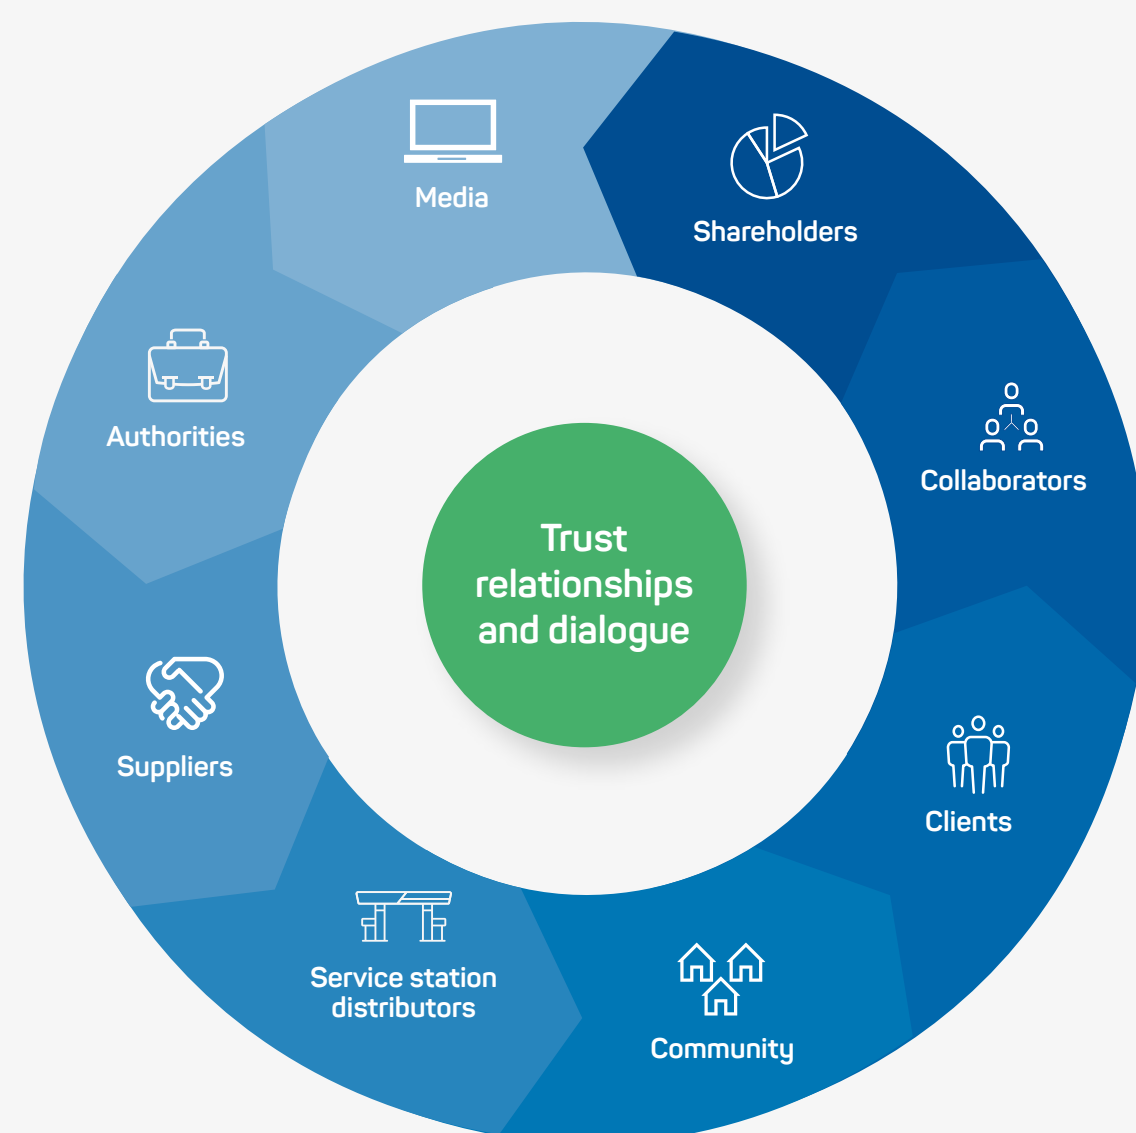 Media
Shareholders
Authorities
Collaborators
Trust
relationships
and dialogue
Suppliers
Clients
Service station
distributors
Community